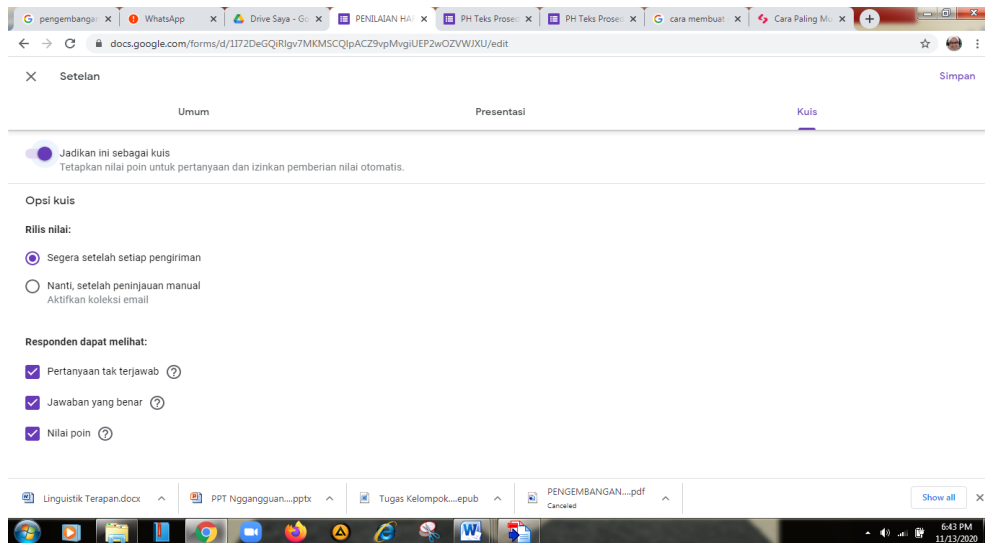 pengembangan
WhatsApp
Drive Saya - Go
PENILAIAN HA
PH Teks Prosed
PH Teks Prosed
cara membuat
Cara Paling Mu
docs.google.com/forms/d/1I72DeGQiRIgv7MKMSCQIpACZ9vpMvgiUEP2wOZVWJXU/edit
Setelan
Simpan
Umum
Presentasi
Kuis
Jadikan ini sebagai kuis
Tetapkan nilai poin untuk pertanyaan dan izinkan pemberian nilai otomatis.
Opsi kuis
Rilis nilai:
Segera setelah setiap pengiriman
Nanti, setelah peninjauan manual
Aktifkan koleksi email
Responden dapat melihat:
Pertanyaan tak terjawab
Jawaban yang benar
Nilai poin
Linguistik Terapan.docx
PPT Nggangguan....pptx
Tugas Kelompok....epub
PENGEMBANGAN....pdf
Canceled
Show all
6:43 PM
11/13/2020